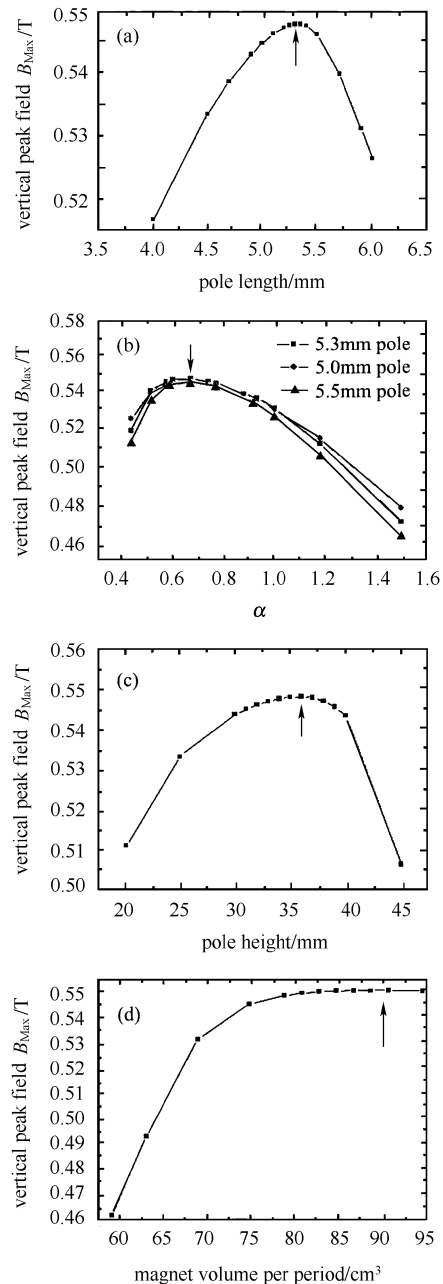 0.55
(a)
0.54
0.53
0.52
vertical peak field B_Max/T
3.5 4.0 4.5 5.0 5.5 6.0 6.5
pole length/mm
0.58
(b)
5.3mm pole
0.56
5.0mm pole
0.54
5.5mm pole
0.52
0.50
0.48
0.46
vertical peak field B_Max/T
0.4 0.6 0.8 1.0 1.2 1.4 1.6
α
0.56
(c)
0.55
0.54
0.53
0.52
0.51
0.50
vertical peak field B_Max/T
20 25 30 35 40 45
pole height/mm
0.55
(d)
0.54
0.53
0.52
0.51
0.50
0.49
0.48
0.47
0.46
vertical peak field B_Max/T
60 65 70 75 80 85 90 95
magnet volume per period/cm³